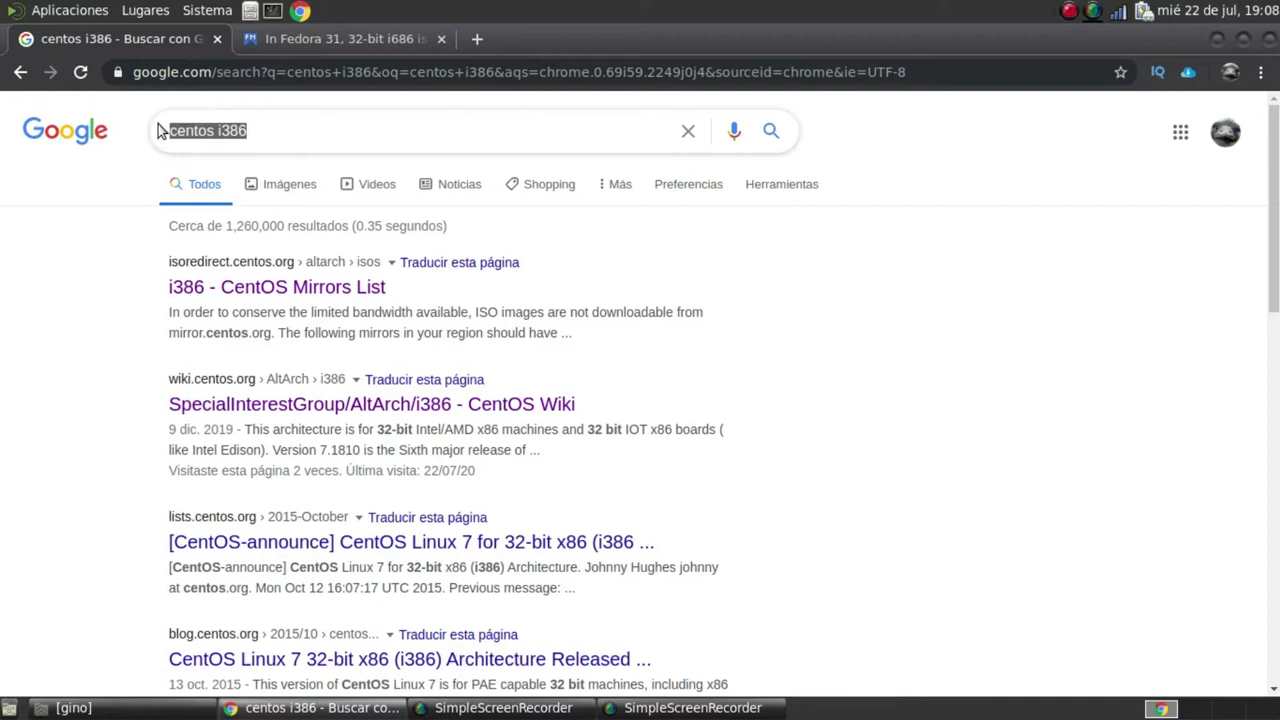 Aplicaciones Lugares Sistema mié 22 de jul, 19:08
centos i386 - Buscar con G In Fedora 31, 32-bit i686 is
google.com/search?q=centos+i386&oq=centos+i386&aqs=chrome.0.69i59.2249j0j4&sourceid=chrome&ie=UTF-8
IQ
Google centos i386
Todos Imágenes Videos Noticias Shopping Más Preferencias Herramientas
Cerca de 1,260,000 resultados (0.35 segundos)
isoredirect.centos.org › altarch › isos Traducir esta página
i386 - CentOS Mirrors List
In order to conserve the limited bandwidth available, ISO images are not downloadable from
mirror.centos.org. The following mirrors in your region should have ...
wiki.centos.org › AltArch › i386 Traducir esta página
SpecialInterestGroup/AltArch/i386 - CentOS Wiki
9 dic. 2019 - This architecture is for 32-bit Intel/AMD x86 machines and 32 bit IOT x86 boards (
like Intel Edison). Version 7.1810 is the Sixth major release of ...
Visitaste esta página 2 veces. Última visita: 22/07/20
lists.centos.org › 2015-October Traducir esta página
[CentOS-announce] CentOS Linux 7 for 32-bit x86 (i386 ...
[CentOS-announce] CentOS Linux 7 for 32-bit x86 (i386) Architecture. Johnny Hughes johnny
at centos.org. Mon Oct 12 16:07:17 UTC 2015. Previous message: ...
blog.centos.org › 2015/10 › centos... Traducir esta página
CentOS Linux 7 32-bit x86 (i386) Architecture Released ...
13 oct. 2015 - This version of CentOS Linux 7 is for PAE capable 32 bit machines, including x86
[gino] centos i386 - Buscar co... SimpleScreenRecorder SimpleScreenRecorder